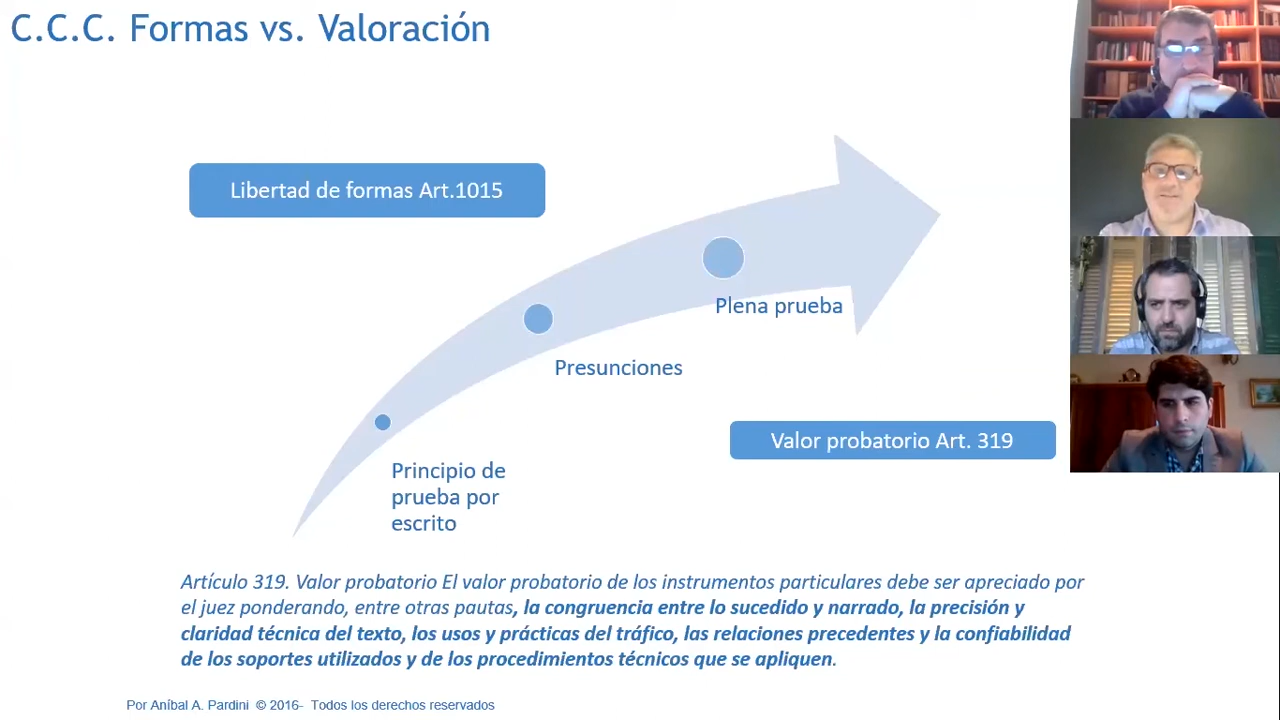 C.C.C. Formas vs. Valoración
Libertad de formas Art.1015
Plena prueba
Presunciones
Valor probatorio Art. 319
Principio de
prueba por
escrito
Artículo 319. Valor probatorio El valor probatorio de los instrumentos particulares debe ser apreciado por
el juez ponderando, entre otras pautas, la congruencia entre lo sucedido y narrado, la precisión y
claridad técnica del texto, los usos y prácticas del tráfico, las relaciones precedentes y la confiabilidad
de los soportes utilizados y de los procedimientos técnicos que se apliquen.
Por Aníbal A. Pardini © 2016- Todos los derechos reservados